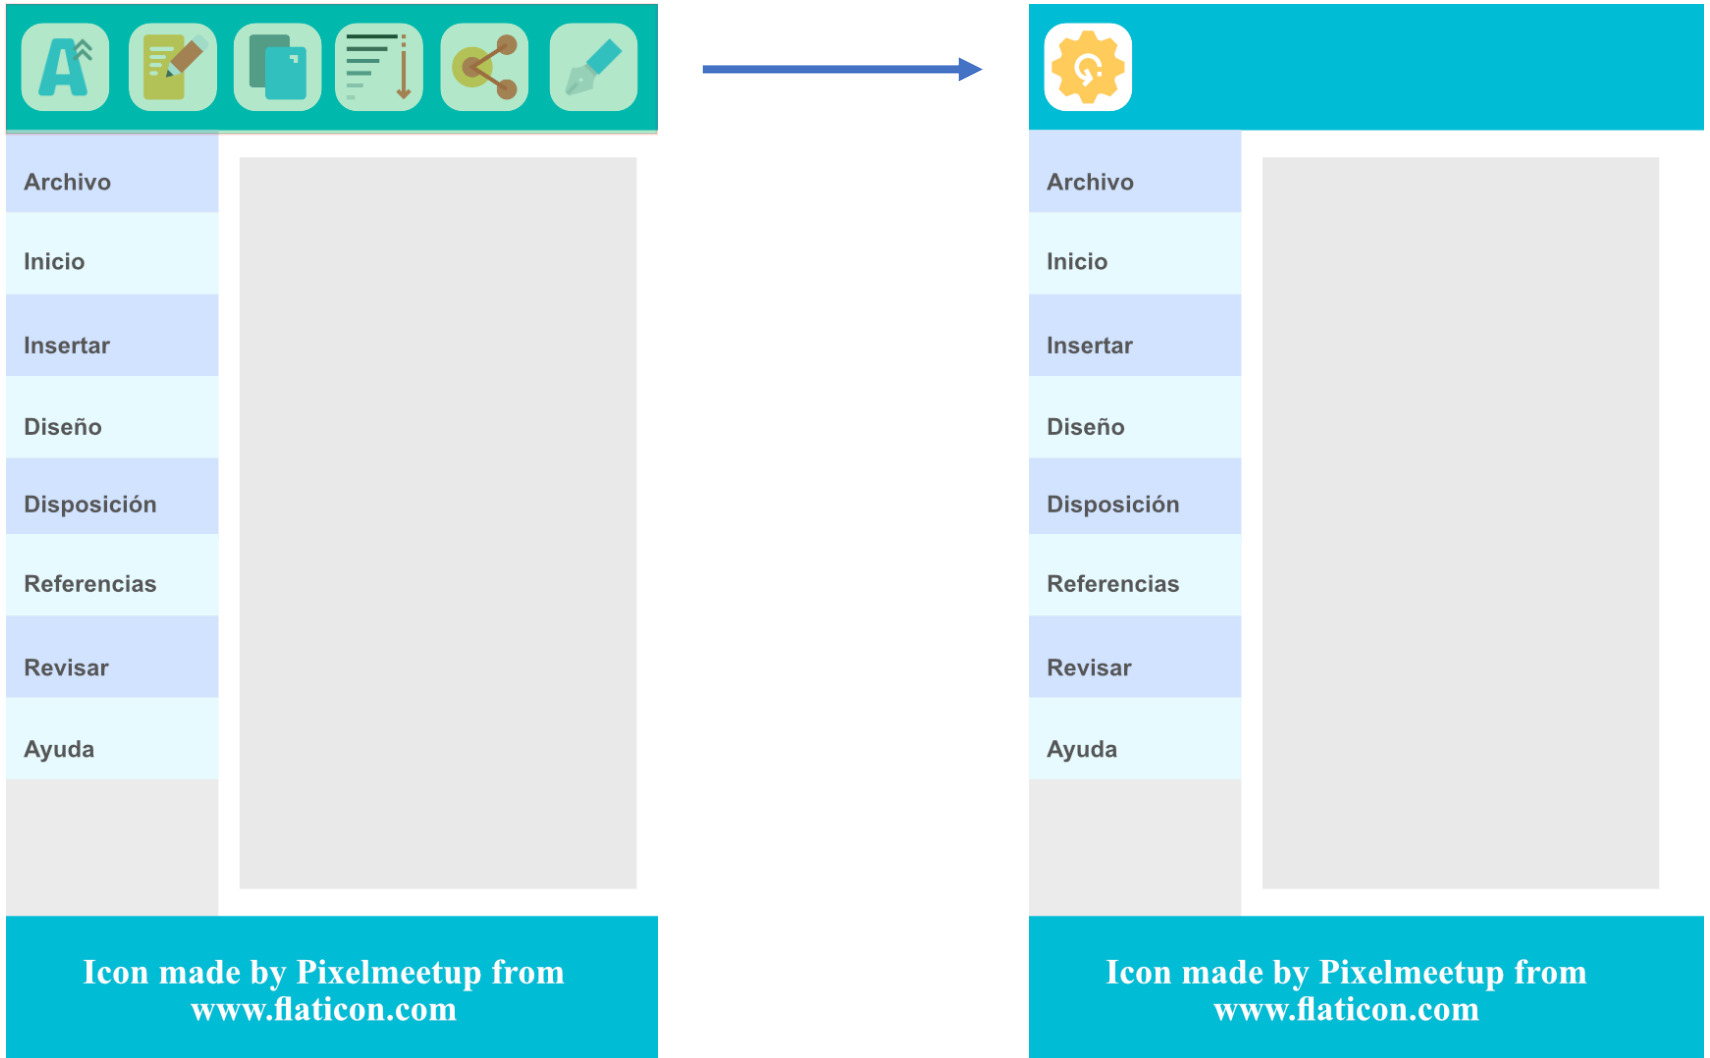 Archivo
Inicio
Insertar
Diseño
Disposición
Referencias
Revisar
Ayuda
Icon made by Pixelmeetup from
www.flaticon.com
Archivo
Inicio
Insertar
Diseño
Disposición
Referencias
Revisar
Ayuda
Icon made by Pixelmeetup from
www.flaticon.com